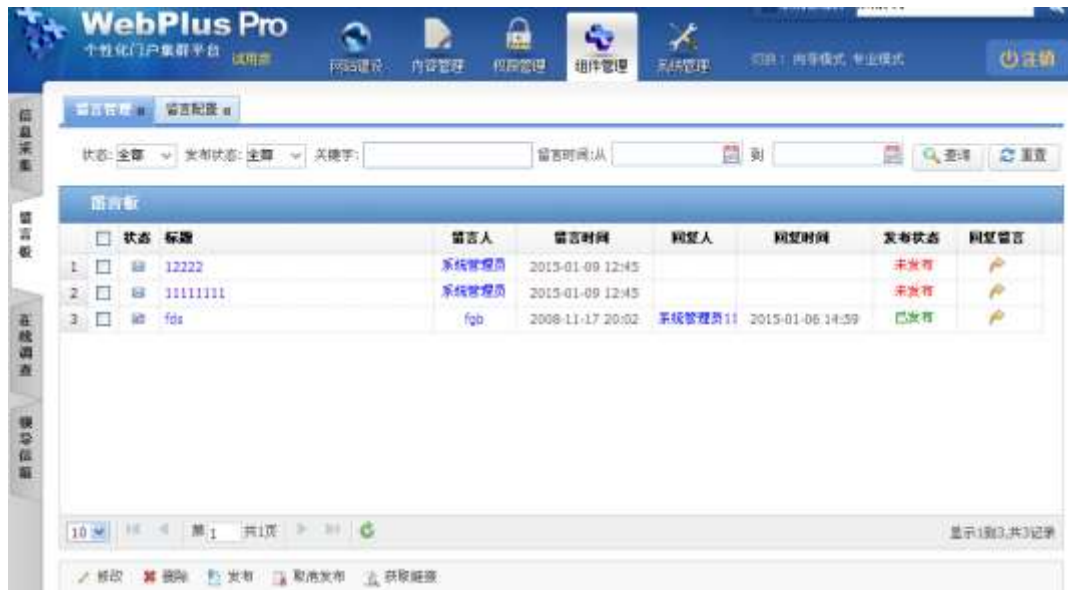 WebPlus Pro
个性化门户集群平台 试用版
网站建设 内容管理 权限管理 组件管理 系统管理
注销
留言管理 留言配置
信息采集
留言板
在线调查
领导信箱
状态: 全部 发布状态: 全部 关键字: 留言时间:从 到 查询 重置
留言板
状态 标题 留言人 留言时间 回复人 回复时间 发布状态 回复留言
1 12222 系统管理员 2015-01-09 12:45 未发布
2 11111111 系统管理员 2015-01-09 12:45 未发布
3 fds fgb 2008-11-17 20:02 系统管理员11 2015-01-06 14:59 已发布
10 第 1 共1页 显示1到3,共3记录
修改 删除 发布 取消发布 获取链接